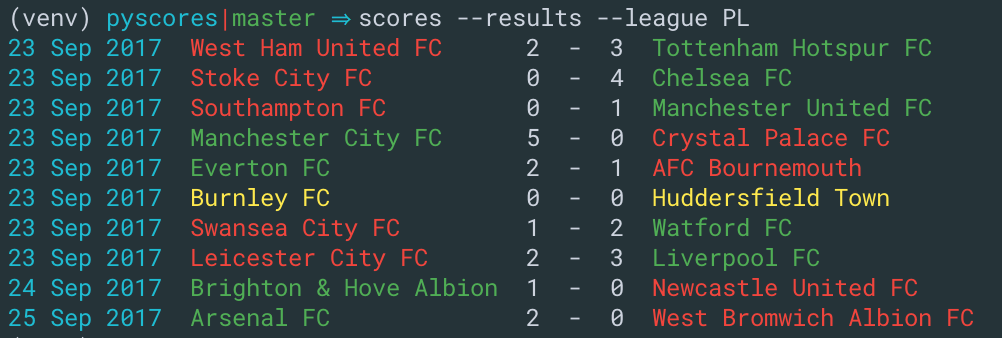 (venv) pyscores|master ⇒ scores --results --league PL
23 Sep 2017 West Ham United FC 2 - 3 Tottenham Hotspur FC
23 Sep 2017 Stoke City FC 0 - 4 Chelsea FC
23 Sep 2017 Southampton FC 0 - 1 Manchester United FC
23 Sep 2017 Manchester City FC 5 - 0 Crystal Palace FC
23 Sep 2017 Everton FC 2 - 1 AFC Bournemouth
23 Sep 2017 Burnley FC 0 - 0 Huddersfield Town
23 Sep 2017 Swansea City FC 1 - 2 Watford FC
23 Sep 2017 Leicester City FC 2 - 3 Liverpool FC
24 Sep 2017 Brighton & Hove Albion 1 - 0 Newcastle United FC
25 Sep 2017 Arsenal FC 2 - 0 West Bromwich Albion FC